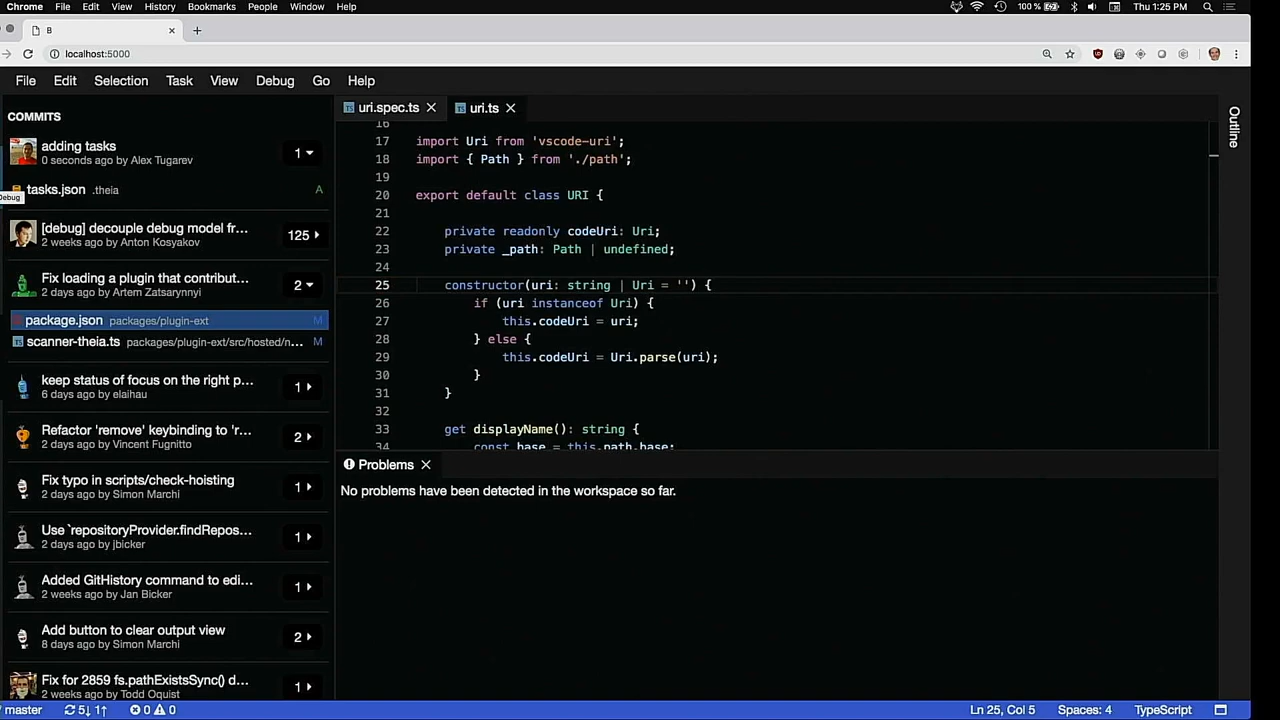 Chrome File Edit View History Bookmarks People Window Help 100 % Thu 1:25 PM
B
localhost:5000
File Edit Selection Task View Debug Go Help
COMMITS
adding tasks
0 seconds ago by Alex Tugarev
1
tasks.json .theia A
Debug
[debug] decouple debug model fr...
2 weeks ago by Anton Kosyakov
125
Fix loading a plugin that contribut...
2 days ago by Artem Zatsarynnyi
2
package.json packages/plugin-ext M
scanner-theia.ts packages/plugin-ext/src/hosted/n... M
keep status of focus on the right p...
6 days ago by elaihau
1
Refactor 'remove' keybinding to 'r...
2 days ago by Vincent Fugnitto
2
Fix typo in scripts/check-hoisting
2 days ago by Simon Marchi
1
Use `repositoryProvider.findRepos...
2 days ago by jbicker
1
Added GitHistory command to edi...
2 weeks ago by Jan Bicker
1
Add button to clear output view
8 days ago by Simon Marchi
2
Fix for 2859 fs.pathExistsSync() d...
2 weeks ago by Todd Oquist
1
uri.spec.ts uri.ts
16
17 import Uri from 'vscode-uri';
18 import { Path } from './path';
19
20 export default class URI {
21
22 private readonly codeUri: Uri;
23 private _path: Path | undefined;
24
25 constructor(uri: string | Uri = '') {
26 if (uri instanceof Uri) {
27 this.codeUri = uri;
28 } else {
29 this.codeUri = Uri.parse(uri);
30 }
31 }
32
33 get displayName(): string {
34 const base = this.path.base;
Outline
Problems
No problems have been detected in the workspace so far.
master 5↓ 1↑ 0 0 Ln 25, Col 5 Spaces: 4 TypeScript